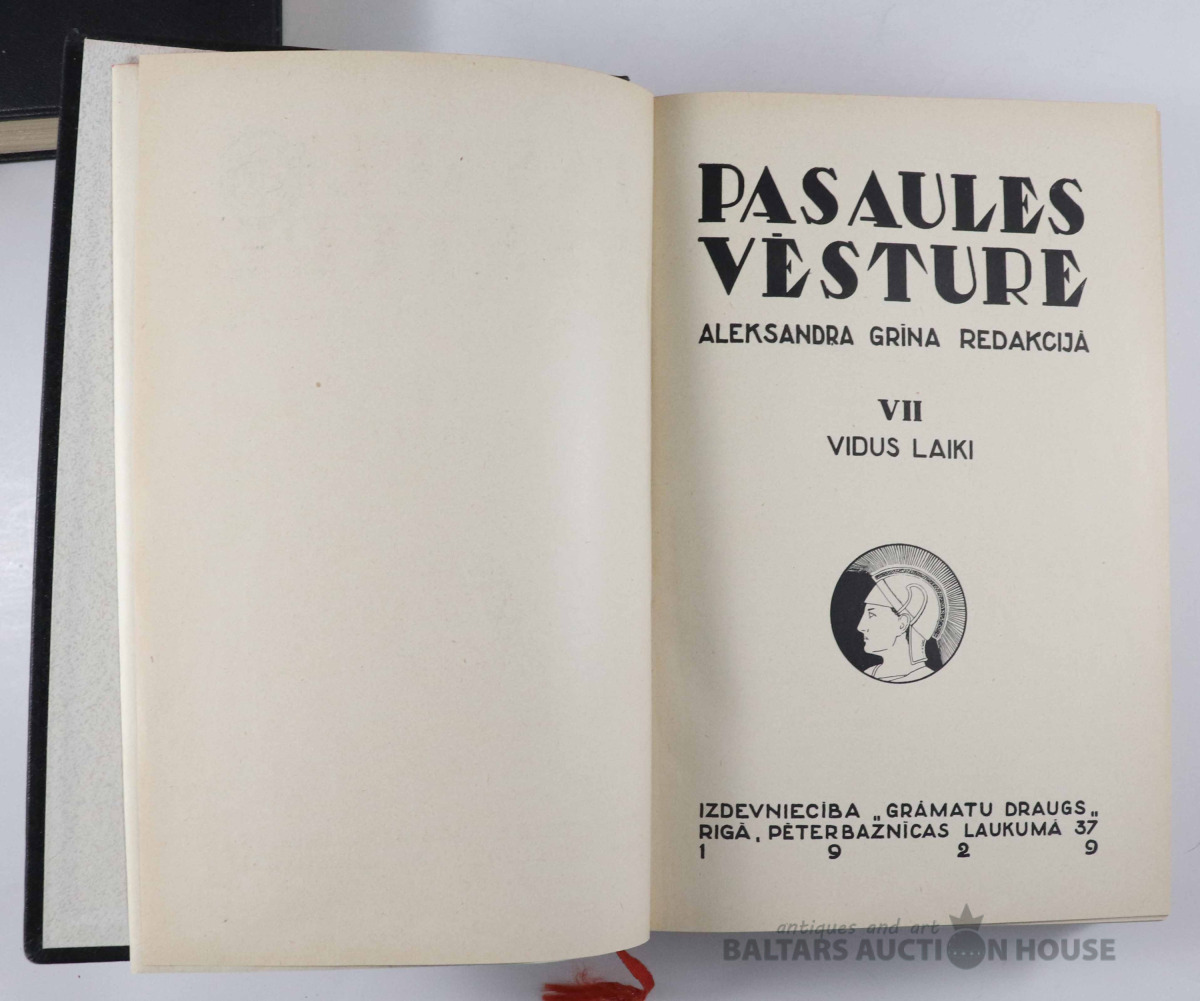 PASAULES
VĒSTURE
ALEKSANDRA GRĪNA REDAKCIJĀ
VII
VIDUS LAIKI
IZDEVNIECĪBA „GRĀMATU DRAUGS„
RIGĀ, PĒTERBAZNĪCAS LAUKUMĀ 37
1 9 2 9
antiques and art
BALTARS AUCTION HOUSE